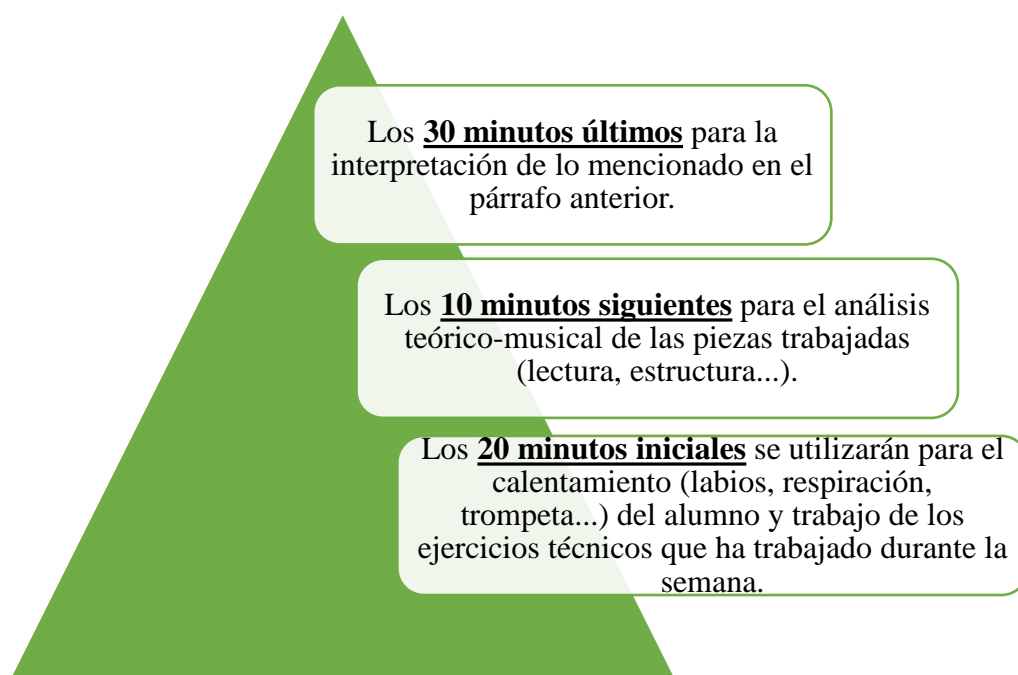 Los 30 minutos últimos para la
interpretación de lo mencionado en el
párrafo anterior.
Los 10 minutos siguientes para el análisis
teórico-musical de las piezas trabajadas
(lectura, estructura...).
Los 20 minutos iniciales se utilizarán para el
calentamiento (labios, respiración,
trompeta...) del alumno y trabajo de los
ejercicios técnicos que ha trabajado durante la
semana.